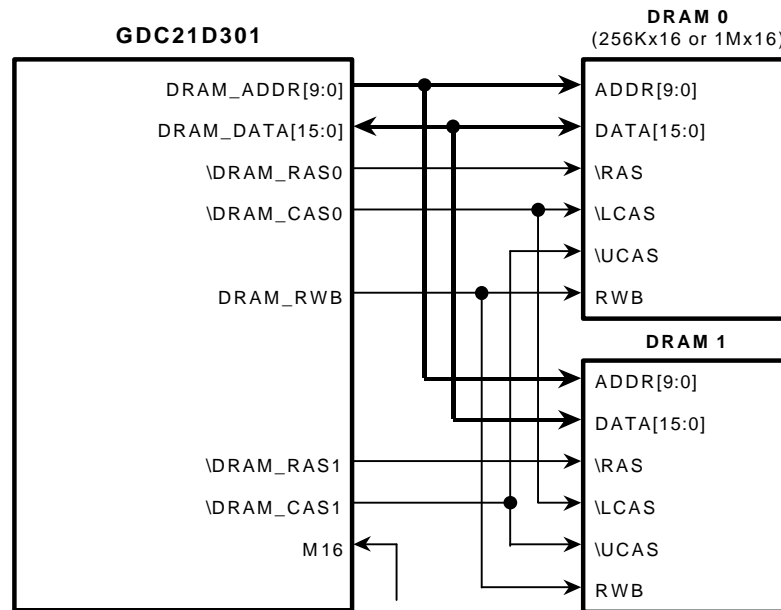 GDC21D301
DRAM_ADDR[9:0]
DRAM_DATA[15:0]
\DRAM_RAS0
\DRAM_CAS0
DRAM_RWB
\DRAM_RAS1
\DRAM_CAS1
M16
DRAM 0
(256Kx16 or 1Mx16)
ADDR[9:0]
DATA[15:0]
\RAS
\LCAS
\UCAS
RWB
DRAM 1
ADDR[9:0]
DATA[15:0]
\RAS
\LCAS
\UCAS
RWB